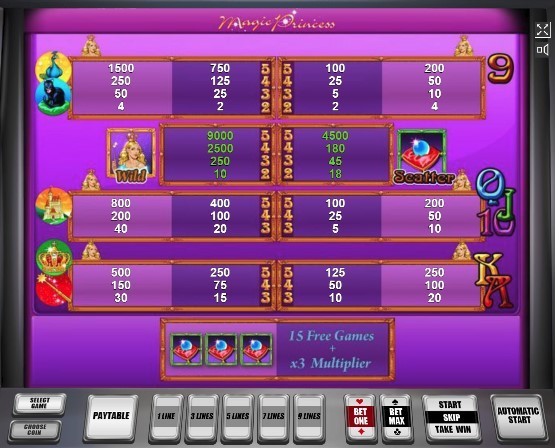 Magic Princess
1500 750 5 5 100 200 9
250 125 4 4 25 50
50 25 3 3 5 10
4 2 2 2 2 4
9000 5 5 4500
2500 4 4 180
250 3 3 45
10 2 2 18
Wild Scatter
800 400 5 5 100 200 Q J
200 100 4 4 25 50 10
40 20 3 3 5 10
500 250 5 5 125 250 K
150 75 4 4 50 100 A
30 15 3 3 10 20
15 Free Games
+
x3 Multiplier
SELECT GAME
CHOOSE COIN
PAYTABLE
1 LINE
3 LINES
5 LINES
7 LINES
9 LINES
BET ONE
BET MAX
START
SKIP
TAKE WIN
AUTOMATIC START